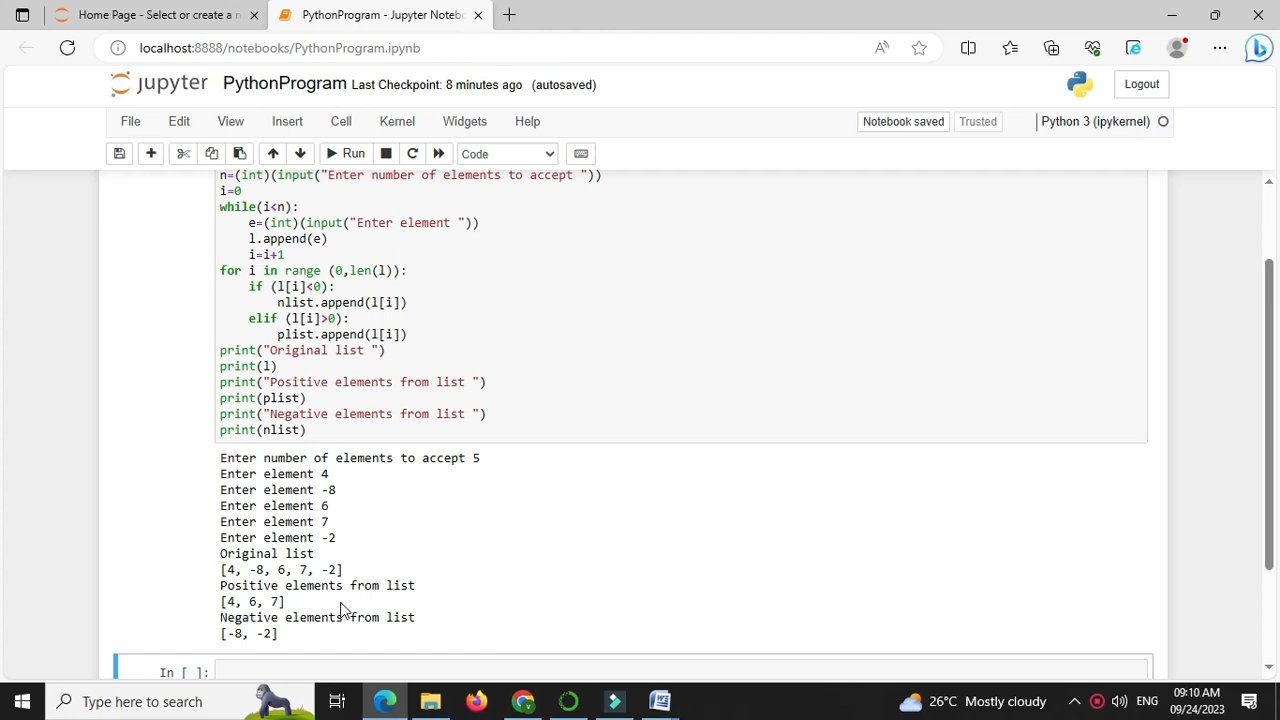 Home Page - Select or create a n
PythonProgram - Jupyter Noteb
localhost:8888/notebooks/PythonProgram.ipynb
jupyter PythonProgram Last Checkpoint: 8 minutes ago (autosaved)
Logout
File Edit View Insert Cell Kernel Widgets Help
Notebook saved Trusted Python 3 (ipykernel)
Run Code
n=(int)(input("Enter number of elements to accept "))
i=0
while(i<n):
    e=(int)(input("Enter element "))
    l.append(e)
    i=i+1
for i in range (0,len(l)):
    if (l[i]<0):
        nlist.append(l[i])
    elif (l[i]>0):
        plist.append(l[i])
print("Original list ")
print(l)
print("Positive elements from list ")
print(plist)
print("Negative elements from list ")
print(nlist)
Enter number of elements to accept 5
Enter element 4
Enter element -8
Enter element 6
Enter element 7
Enter element -2
Original list
[4, -8, 6, 7, -2]
Positive elements from list
[4, 6, 7]
Negative elements from list
[-8, -2]
In [ ]:
Type here to search
26°C Mostly cloudy
ENG
09:10 AM
09/24/2023